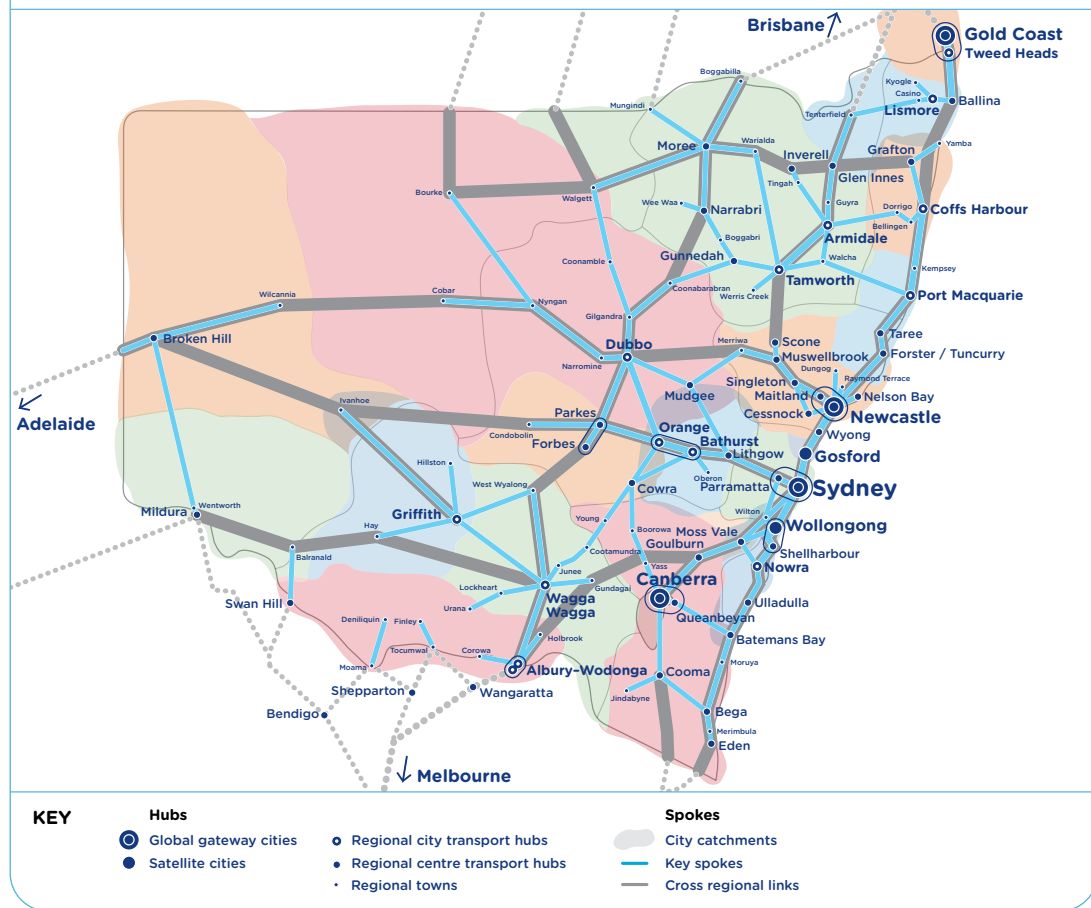 Brisbane
Gold Coast
Tweed Heads
Boggabilla
Kyogle
Casino
Lismore
Ballina
Mungindi
Tenterfield
Moree
Warialda
Inverell
Grafton
Yamba
Tingah
Glen Innes
Bourke
Walgett
Wee Waa
Narrabri
Guyra
Dorrigo
Coffs Harbour
Bellingen
Armidale
Boggabri
Gunnedah
Walcha
Coonamble
Kempsey
Tamworth
Coonabarabran
Werris Creek
Port Macquarie
Wilcannia
Cobar
Nyngan
Gilgandra
Broken Hill
Taree
Dubbo
Merriwa
Scone
Muswellbrook
Forster / Tuncurry
Narromine
Dungog
Raymond Terrace
Singleton
Maitland
Nelson Bay
Mudgee
Cessnock
Newcastle
Adelaide
Ivanhoe
Parkes
Condobolin
Forbes
Orange
Bathurst
Lithgow
Wyong
Gosford
Hillston
Oberon
Parramatta
Sydney
West Wyalong
Cowra
Mildura
Wentworth
Griffith
Wilton
Young
Hay
Boorowa
Moss Vale
Wollongong
Goulburn
Shellharbour
Balranald
Cootamundra
Yass
Nowra
Junee
Canberra
Lockheart
Gundagai
Swan Hill
Urana
Wagga
Wagga
Queanbeyan
Ulladulla
Deniliquin
Finley
Holbrook
Batemans Bay
Tocumwal
Corowa
Moama
Albury–Wodonga
Cooma
Moruya
Shepparton
Wangaratta
Jindabyne
Bendigo
Bega
Merimbula
Eden
Melbourne
KEY
Hubs
Global gateway cities
Satellite cities
Regional city transport hubs
Regional centre transport hubs
Regional towns
Spokes
City catchments
Key spokes
Cross regional links